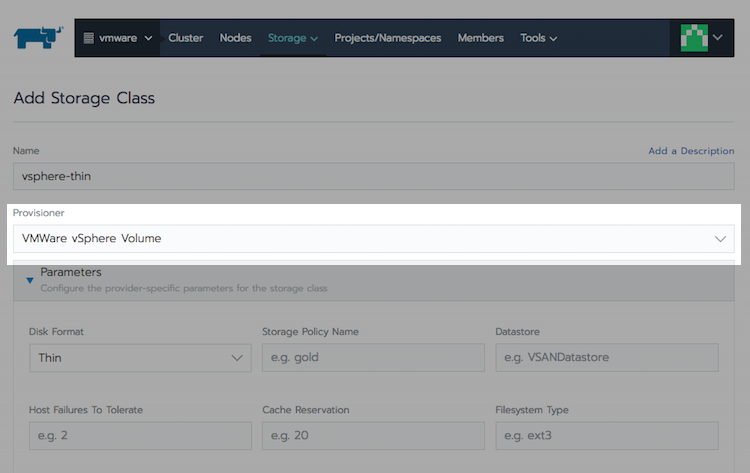 vmware Cluster Nodes Storage Projects/Namespaces Members Tools
Add Storage Class
Name Add a Description
vsphere-thin
Provisioner
VMWare vSphere Volume
Parameters
Configure the provider-specific parameters for the storage class
Disk Format Storage Policy Name Datastore
Thin e.g. gold e.g. VSANDatastore
Host Failures To Tolerate Cache Reservation Filesystem Type
e.g. 2 e.g. 20 e.g. ext3